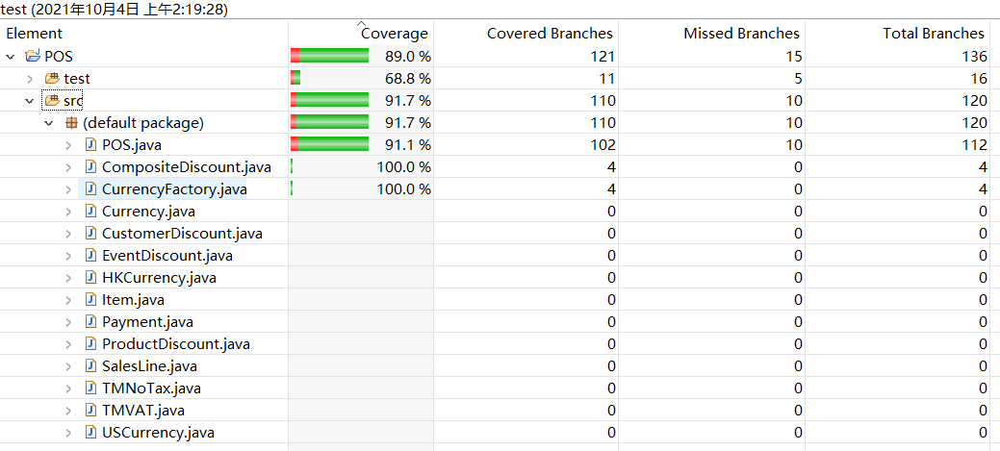 test (2021年10月4日 上午2:19:28)
Element Coverage Covered Branches Missed Branches Total Branches
POS 89.0 % 121 15 136
test 68.8 % 11 5 16
src 91.7 % 110 10 120
(default package) 91.7 % 110 10 120
POS.java 91.1 % 102 10 112
CompositeDiscount.java 100.0 % 4 0 4
CurrencyFactory.java 100.0 % 4 0 4
Currency.java 0 0 0
CustomerDiscount.java 0 0 0
EventDiscount.java 0 0 0
HKCurrency.java 0 0 0
Item.java 0 0 0
Payment.java 0 0 0
ProductDiscount.java 0 0 0
SalesLine.java 0 0 0
TMNoTax.java 0 0 0
TMVAT.java 0 0 0
USCurrency.java 0 0 0